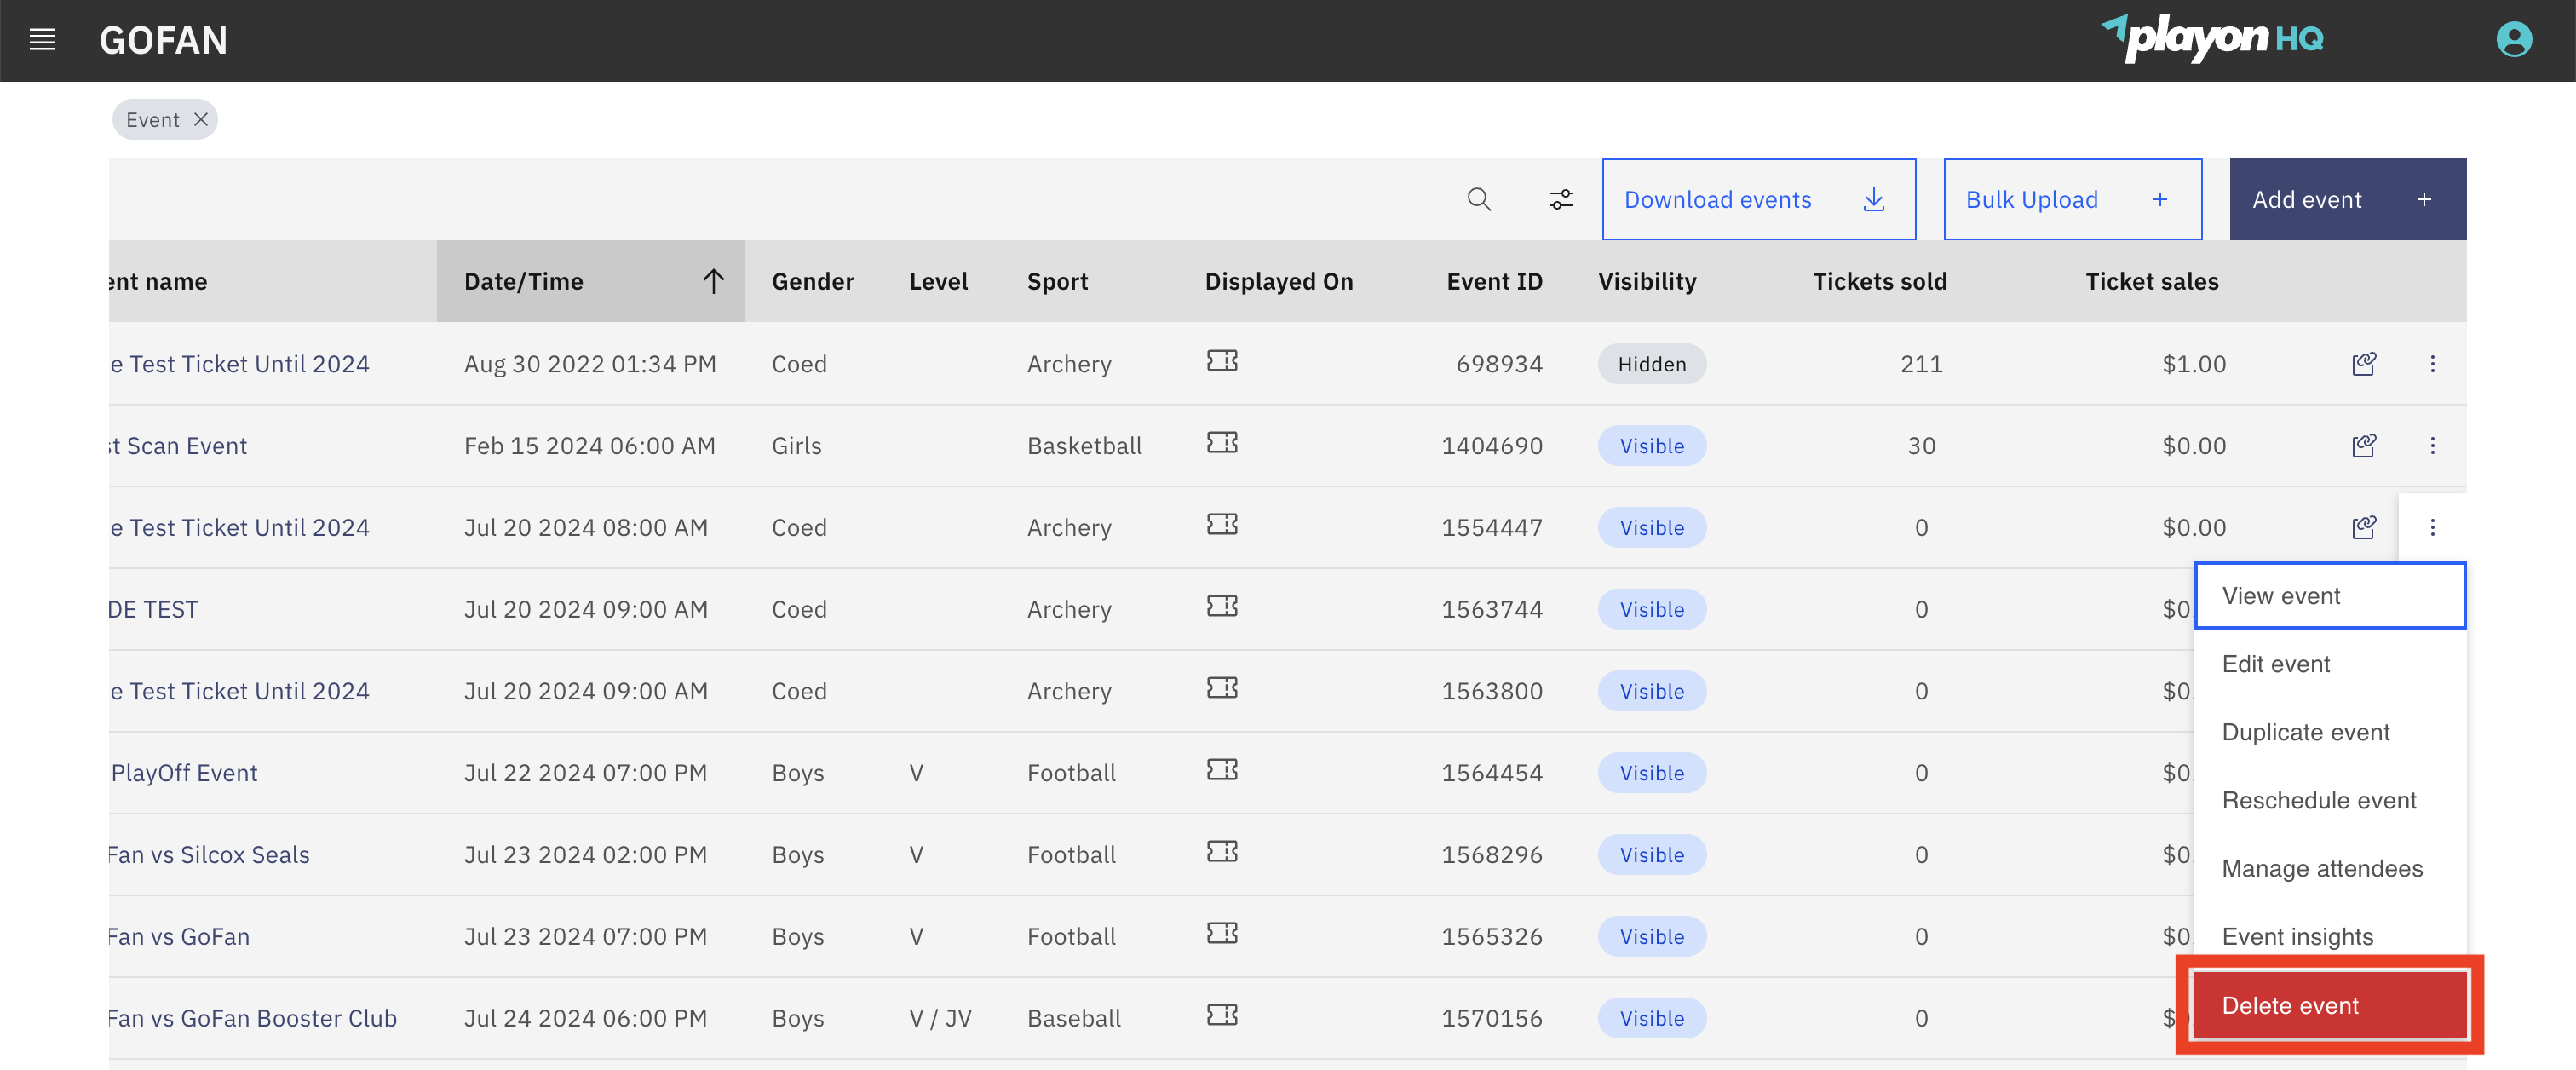 GOFAN
playon HQ
Event
Download events
Bulk Upload +
Add event +
ent name Date/Time Gender Level Sport Displayed On Event ID Visibility Tickets sold Ticket sales
e Test Ticket Until 2024 Aug 30 2022 01:34 PM Coed Archery 698934 Hidden 211 $1.00
st Scan Event Feb 15 2024 06:00 AM Girls Basketball 1404690 Visible 30 $0.00
e Test Ticket Until 2024 Jul 20 2024 08:00 AM Coed Archery 1554447 Visible 0 $0.00
DE TEST Jul 20 2024 09:00 AM Coed Archery 1563744 Visible 0 $0.
e Test Ticket Until 2024 Jul 20 2024 09:00 AM Coed Archery 1563800 Visible 0 $0.
PlayOff Event Jul 22 2024 07:00 PM Boys V Football 1564454 Visible 0 $0.
Fan vs Silcox Seals Jul 23 2024 02:00 PM Boys V Football 1568296 Visible 0 $0.
Fan vs GoFan Jul 23 2024 07:00 PM Boys V Football 1565326 Visible 0 $0.
Fan vs GoFan Booster Club Jul 24 2024 06:00 PM Boys V / JV Baseball 1570156 Visible 0 $
View event
Edit event
Duplicate event
Reschedule event
Manage attendees
Event insights
Delete event